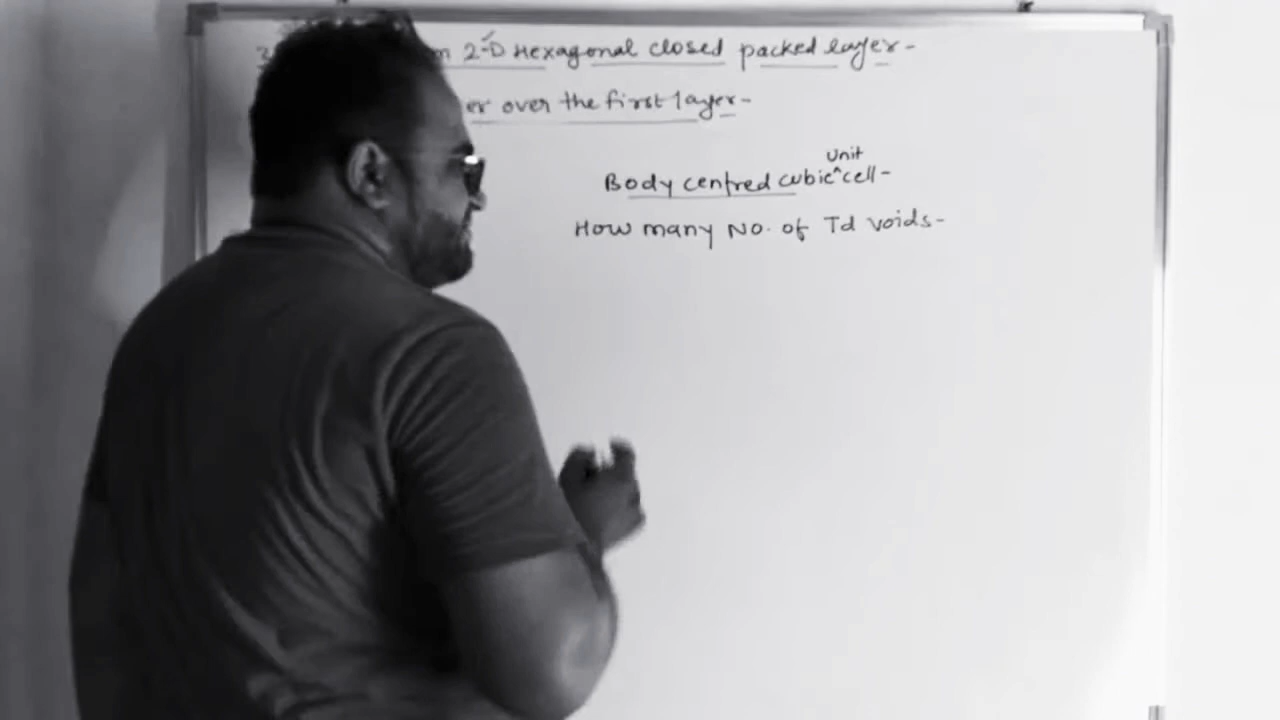 3 2-D Hexagonal closed packed layer-
over the first layer-
Unit
Body centred cubic ^ cell-
How many No. of Td voids-